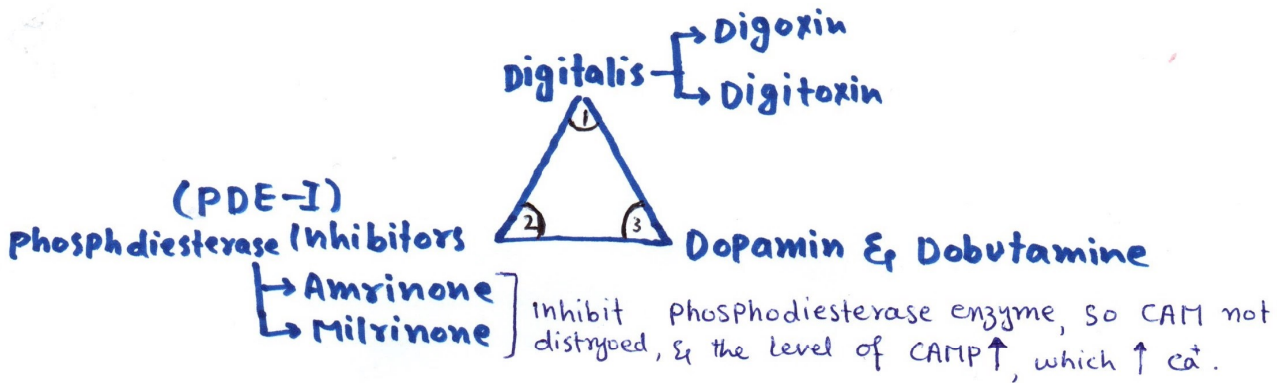 Digoxin
Digitalis
Digitoxin
1
(PDE-I)
2
3
Phosphdiesterase Inhibitors
Dopamin & Dobutamine
Amrinone
Milrinone
Inhibit Phosphodiesterase enzyme, so CAM not
distryoed, & the level of CAMP↑, which ↑ ca⁺.